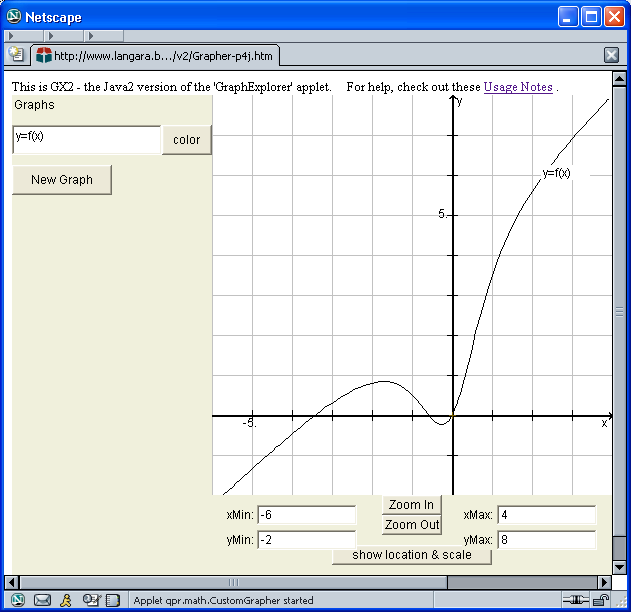 Netscape
http://www.langara.b.../v2/Grapher-p4j.htm
This is GX2 - the Java2 version of the 'GraphExplorer' applet. For help, check out these Usage Notes .
Graphs
y=f(x)
color
New Graph
y
y=f(x)
5.
-5.
x
Zoom In
xMin: -6
xMax: 4
Zoom Out
yMin: -2
yMax: 8
show location & scale
Applet qpr.math.CustomGrapher started